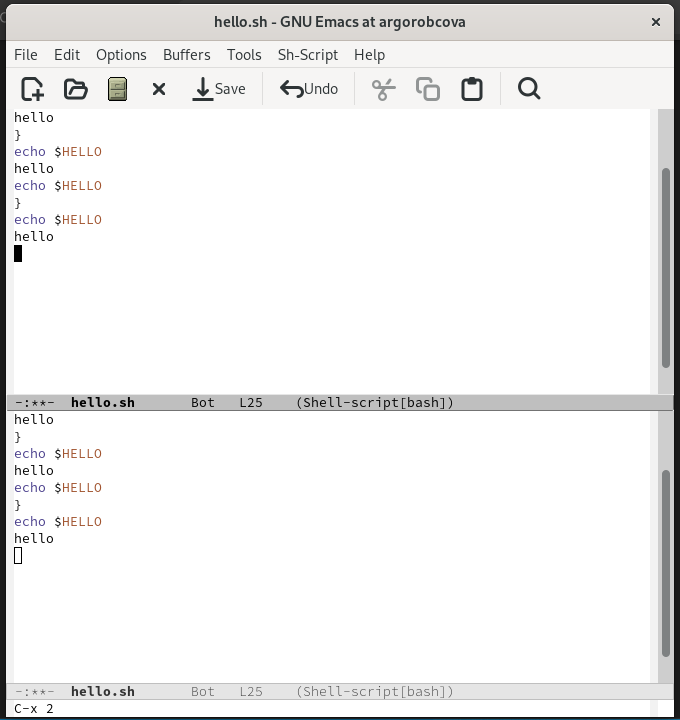 hello.sh - GNU Emacs at argorobcova
File Edit Options Buffers Tools Sh-Script Help
Save Undo
hello
}
echo $HELLO
hello
echo $HELLO
}
echo $HELLO
hello
-:**- hello.sh Bot L25 (Shell-script[bash])
hello
}
echo $HELLO
hello
echo $HELLO
}
echo $HELLO
hello
-:**- hello.sh Bot L25 (Shell-script[bash])
C-x 2